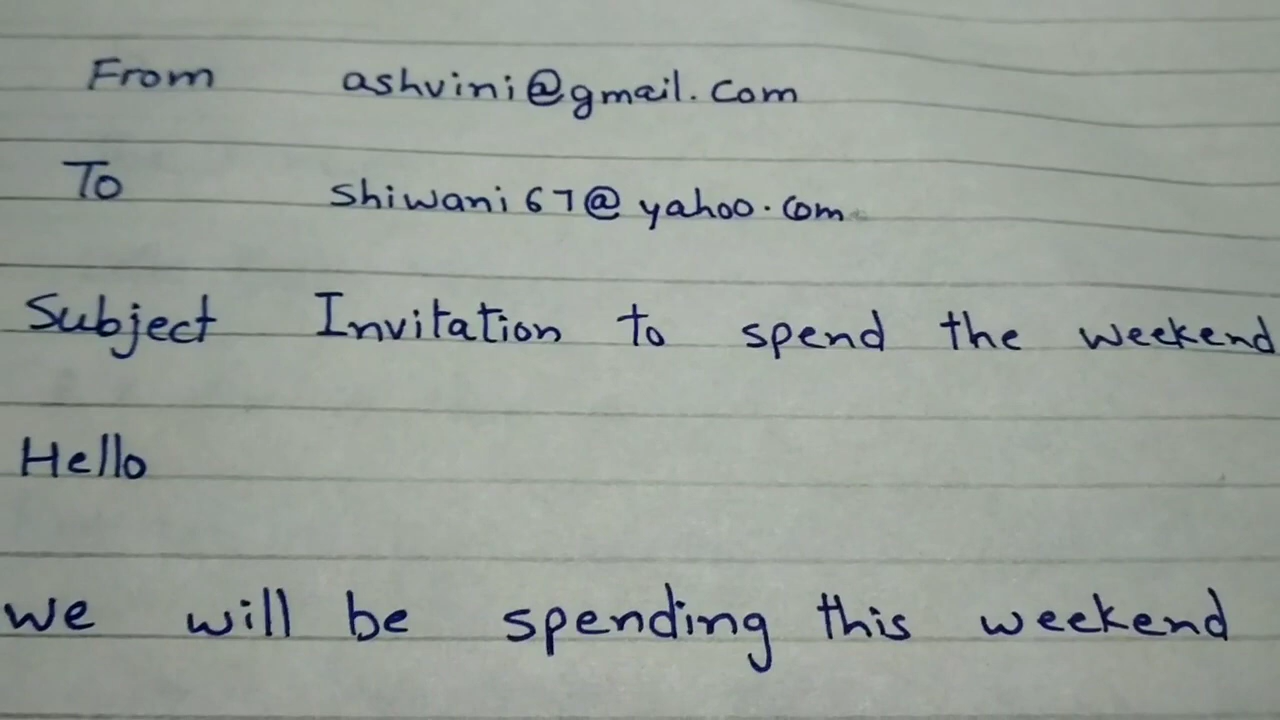 From ashvini@gmail.com
To Shiwani67@yahoo.com
Subject Invitation to spend the weekend
Hello
we will be spending this weekend